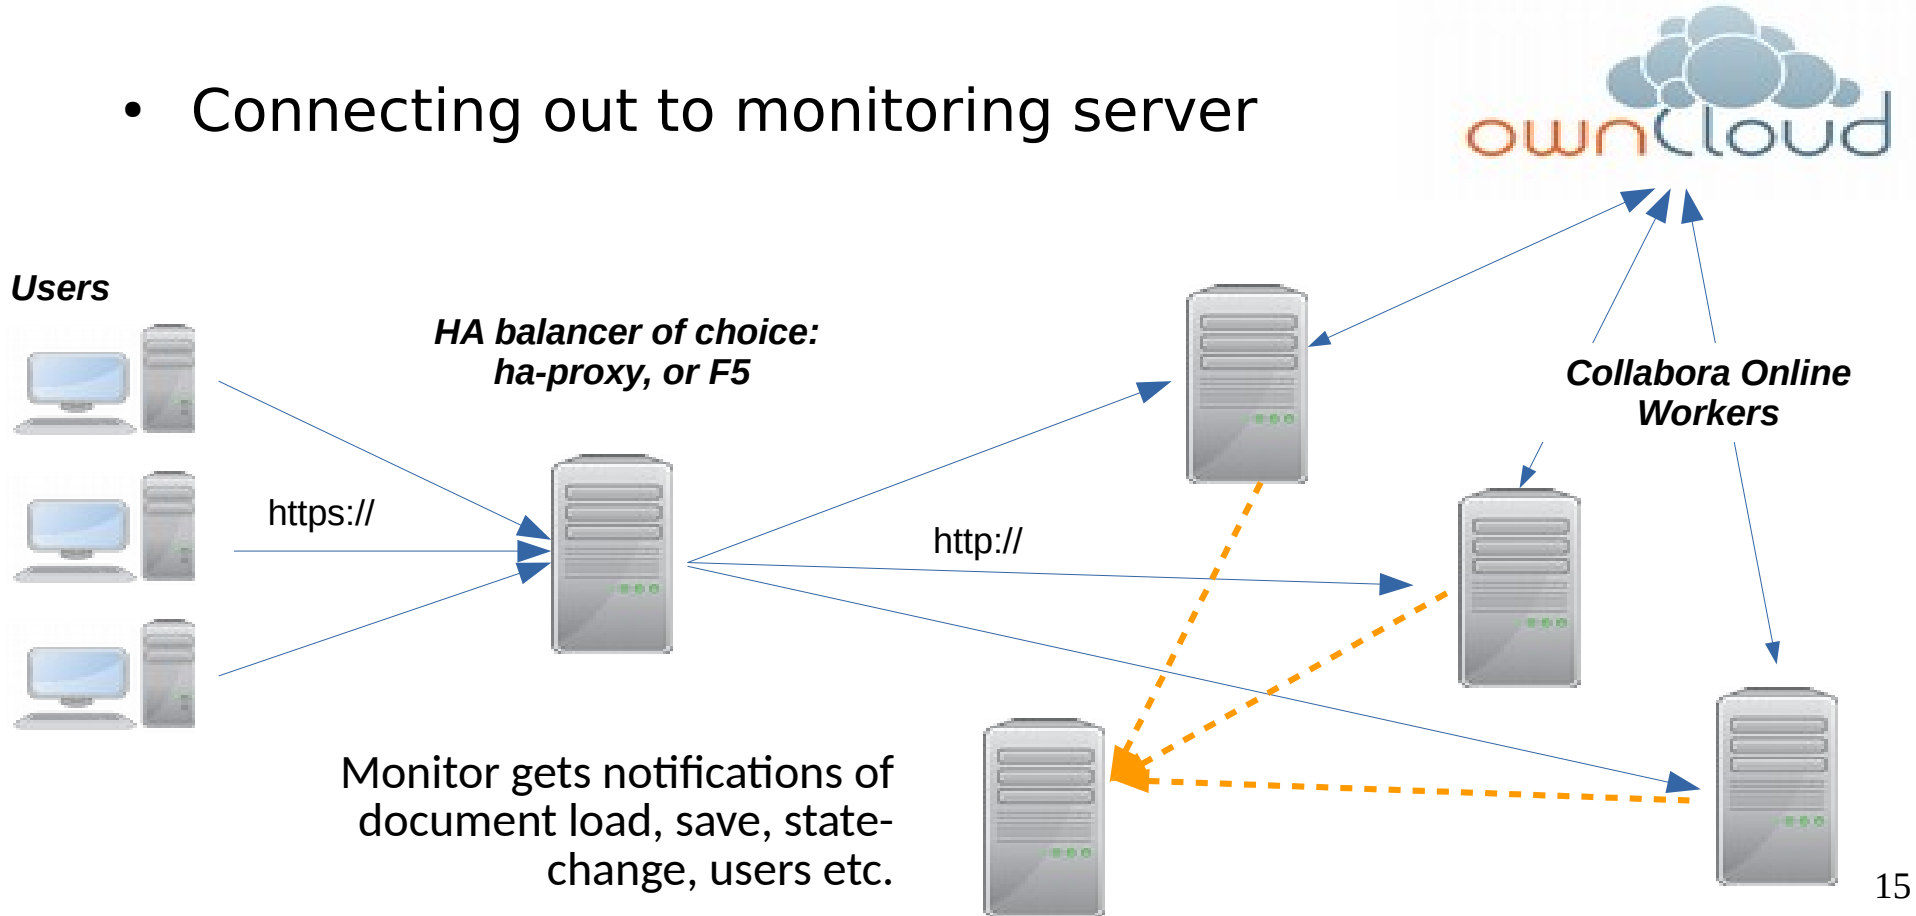 • Connecting out to monitoring server
ownCloud
Users
HA balancer of choice:
ha-proxy, or F5
Collabora Online
Workers
https://
http://
Monitor gets notifications of
document load, save, state-
change, users etc.
15